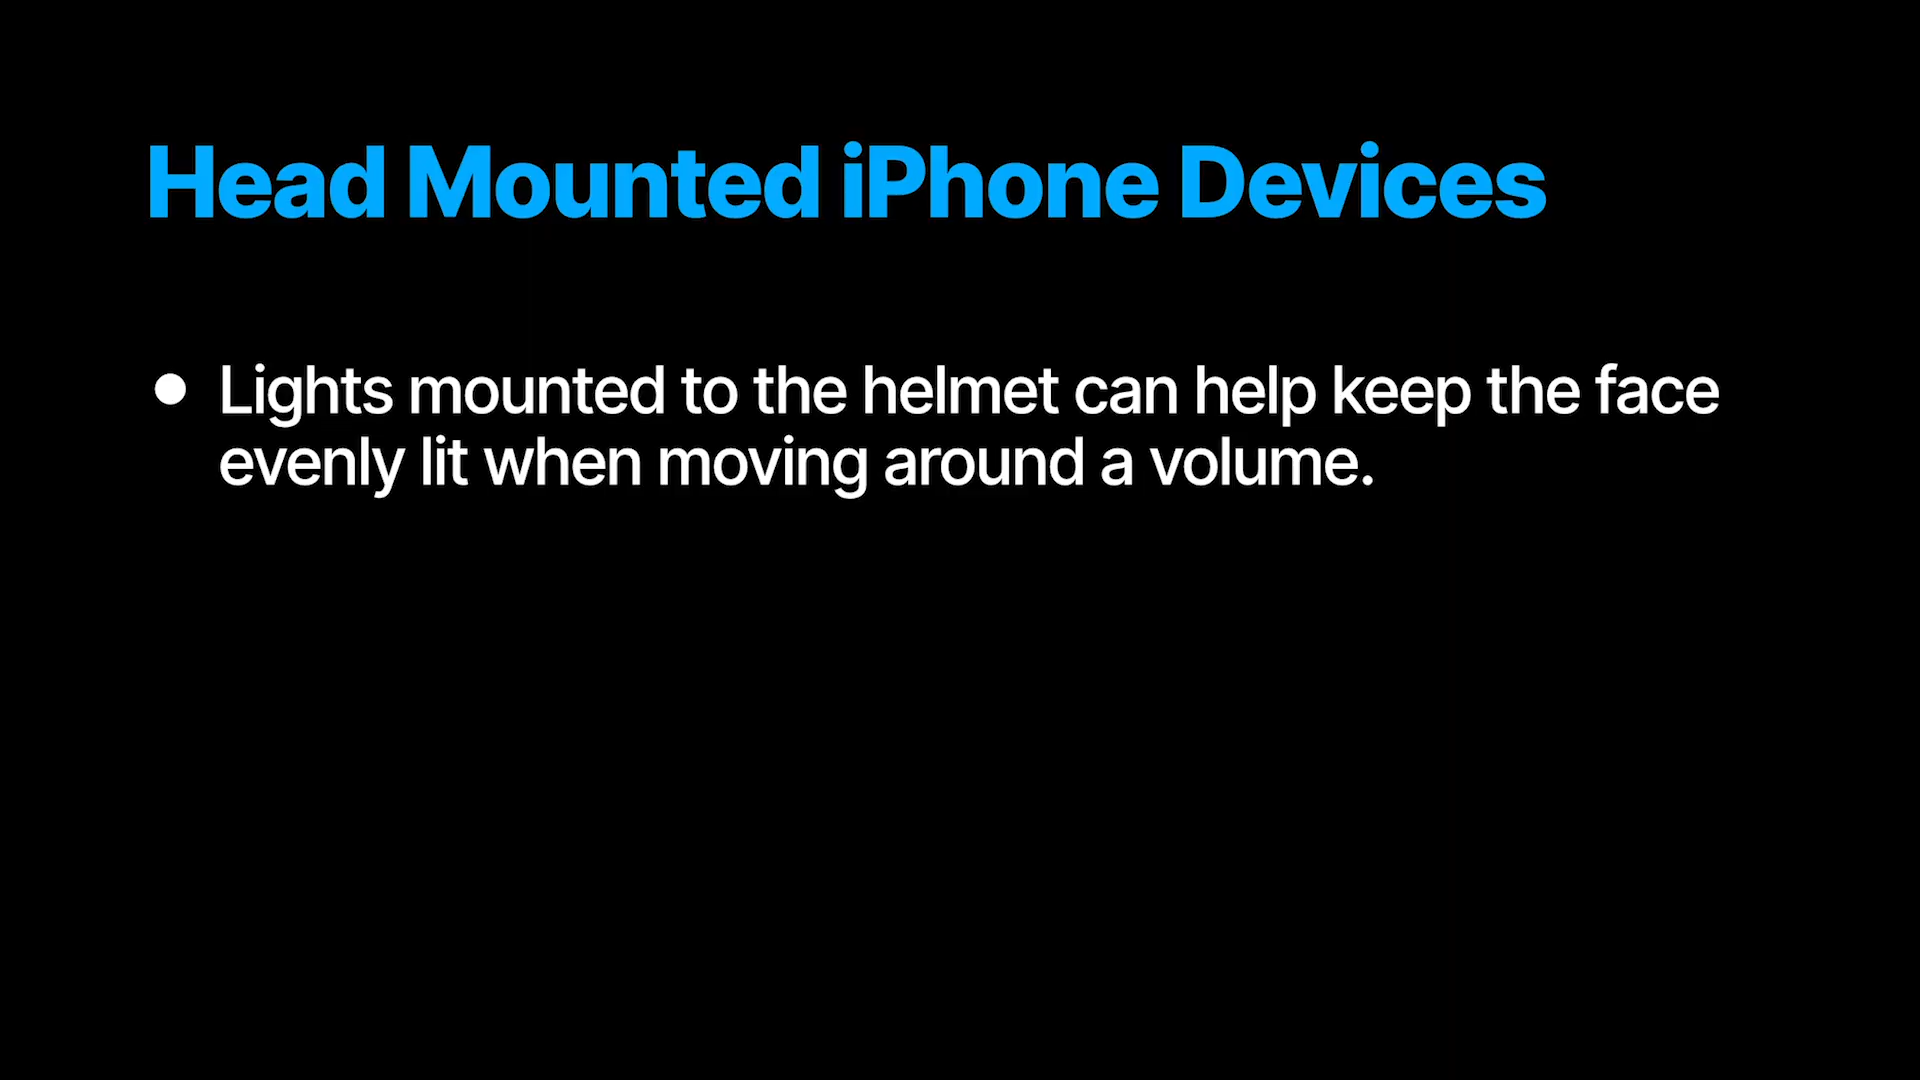 Head Mounted iPhone Devices
● Lights mounted to the helmet can help keep the face
evenly lit when moving around a volume.